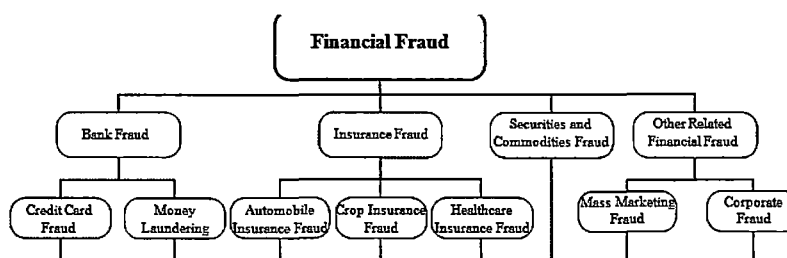 Financial Fraud
Bank Fraud
Insurance Fraud
Securities and
Commodities Fraud
Other Related
Financial Fraud
Credit Card
Fraud
Money
Laundering
Automobile
Insurance Fraud
Crop Insurance
Fraud
Healthcare
Insurance Fraud
Mass Marketing
Fraud
Corporate
Fraud